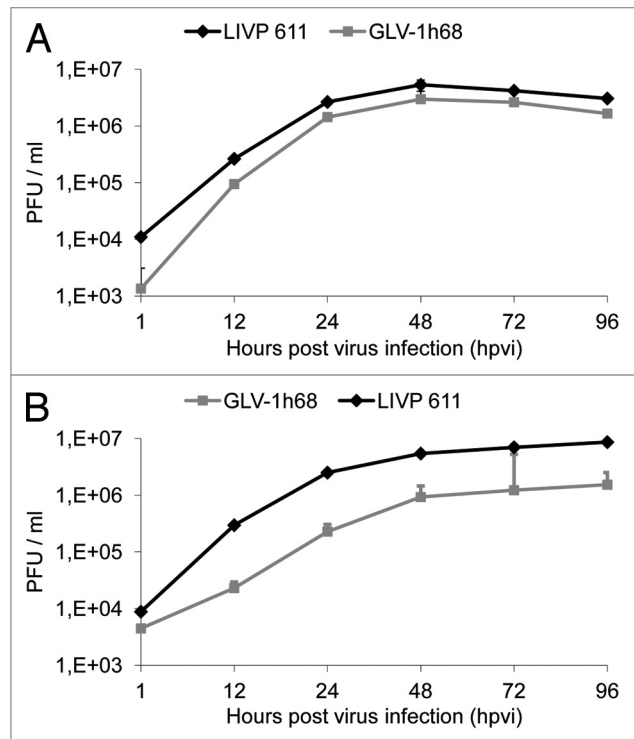 A
LIVP 611 GLV-1h68
1,E+07
1,E+06
1,E+05
1,E+04
1,E+03
PFU / ml
1 12 24 48 72 96
Hours post virus infection (hpvi)
B
GLV-1h68 LIVP 611
1,E+07
1,E+06
1,E+05
1,E+04
1,E+03
PFU / ml
1 12 24 48 72 96
Hours post virus infection (hpvi)